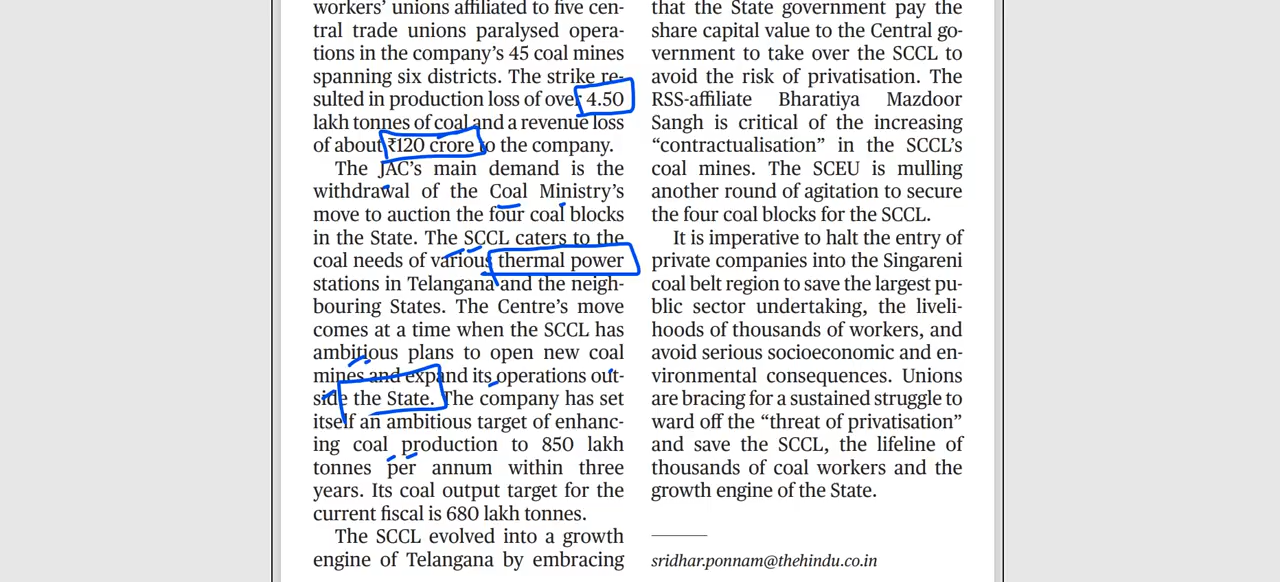 workers' unions affiliated to five cen-
tral trade unions paralysed opera-
tions in the company's 45 coal mines
spanning six districts. The strike re-
sulted in production loss of over 4.50
lakh tonnes of coal and a revenue loss
of about ₹120 crore to the company.
The JAC's main demand is the
withdrawal of the Coal Ministry's
move to auction the four coal blocks
in the State. The SCCL caters to the
coal needs of various thermal power
stations in Telangana and the neigh-
bouring States. The Centre's move
comes at a time when the SCCL has
ambitious plans to open new coal
mines and expand its operations out-
side the State. The company has set
itself an ambitious target of enhanc-
ing coal production to 850 lakh
tonnes per annum within three
years. Its coal output target for the
current fiscal is 680 lakh tonnes.
The SCCL evolved into a growth
engine of Telangana by embracing
that the State government pay the
share capital value to the Central go-
vernment to take over the SCCL to
avoid the risk of privatisation. The
RSS-affiliate Bharatiya Mazdoor
Sangh is critical of the increasing
“contractualisation” in the SCCL's
coal mines. The SCEU is mulling
another round of agitation to secure
the four coal blocks for the SCCL.
It is imperative to halt the entry of
private companies into the Singareni
coal belt region to save the largest pu-
blic sector undertaking, the liveli-
hoods of thousands of workers, and
avoid serious socioeconomic and en-
vironmental consequences. Unions
are bracing for a sustained struggle to
ward off the “threat of privatisation”
and save the SCCL, the lifeline of
thousands of coal workers and the
growth engine of the State.
sridhar.ponnam@thehindu.co.in